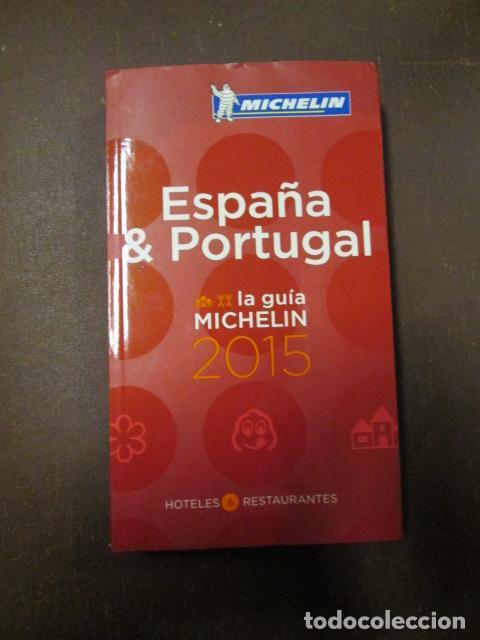 MICHELIN
España
& Portugal
la guía
MICHELIN
2015
HOTELES & RESTAURANTES
todocoleccion